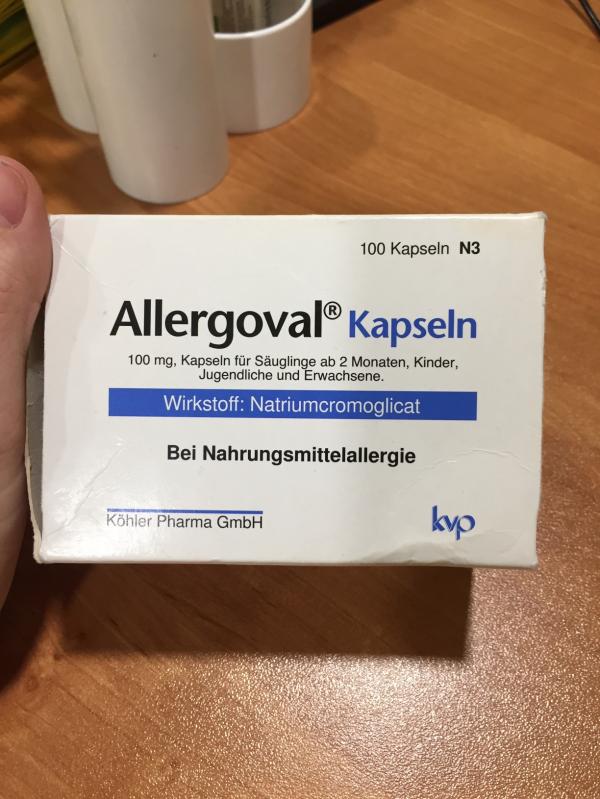 100 Kapseln N3
Allergoval® Kapseln
100 mg, Kapseln für Säuglinge ab 2 Monaten, Kinder,
Jugendliche und Erwachsene.
Wirkstoff: Natriumcromoglicat
Bei Nahrungsmittelallergie
Köhler Pharma GmbH
kvp